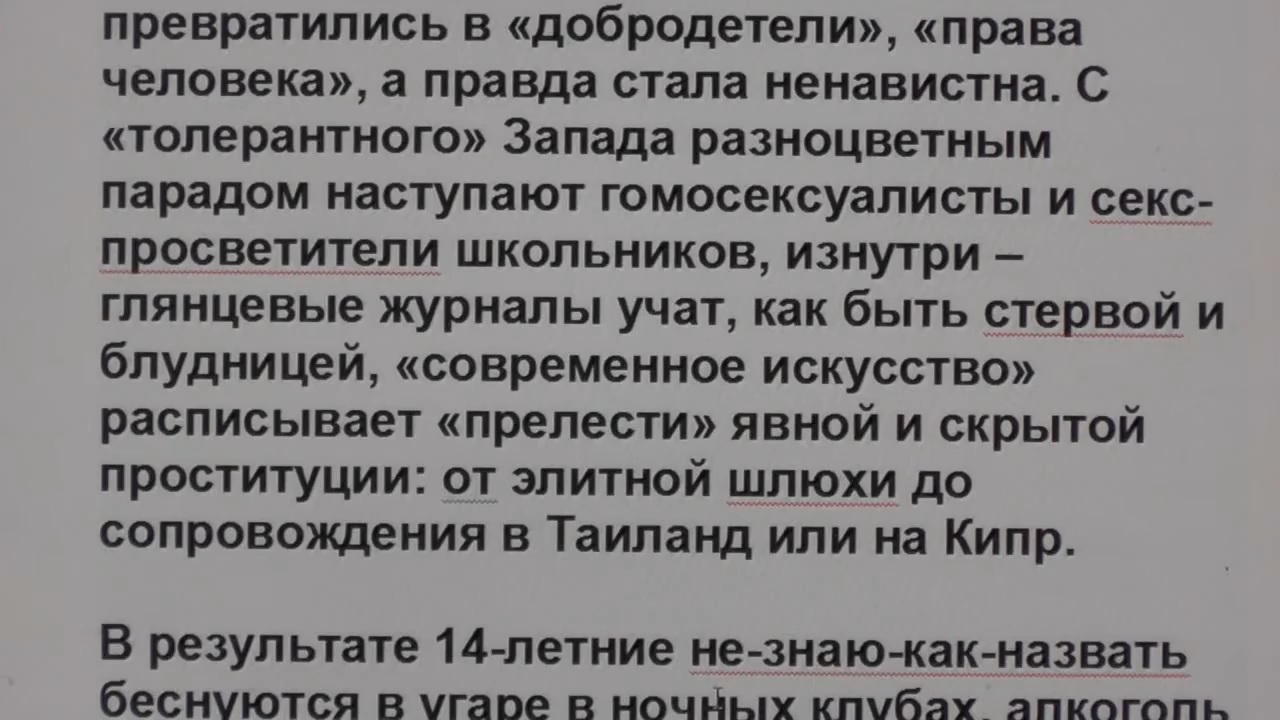 превратились в «добродетели», «права
человека», а правда стала ненавистна. С
«толерантного» Запада разноцветным
парадом наступают гомосексуалисты и секс-
просветители школьников, изнутри –
глянцевые журналы учат, как быть стервой и
блудницей, «современное искусство»
расписывает «прелести» явной и скрытой
проституции: от элитной шлюхи до
сопровождения в Таиланд или на Кипр.
В результате 14-летние не-знаю-как-назвать
беснуются в угаре в ночных клубах, алкоголь